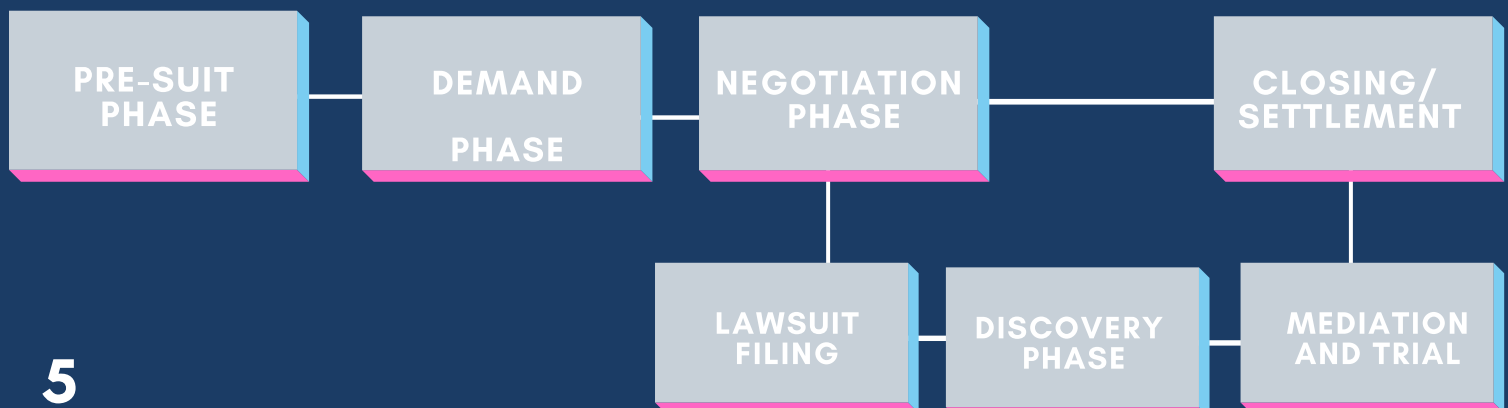 PRE-SUIT
PHASE
DEMAND
PHASE
NEGOTIATION
PHASE
CLOSING/
SETTLEMENT
LAWSUIT
FILING
DISCOVERY
PHASE
MEDIATION
AND TRIAL
5